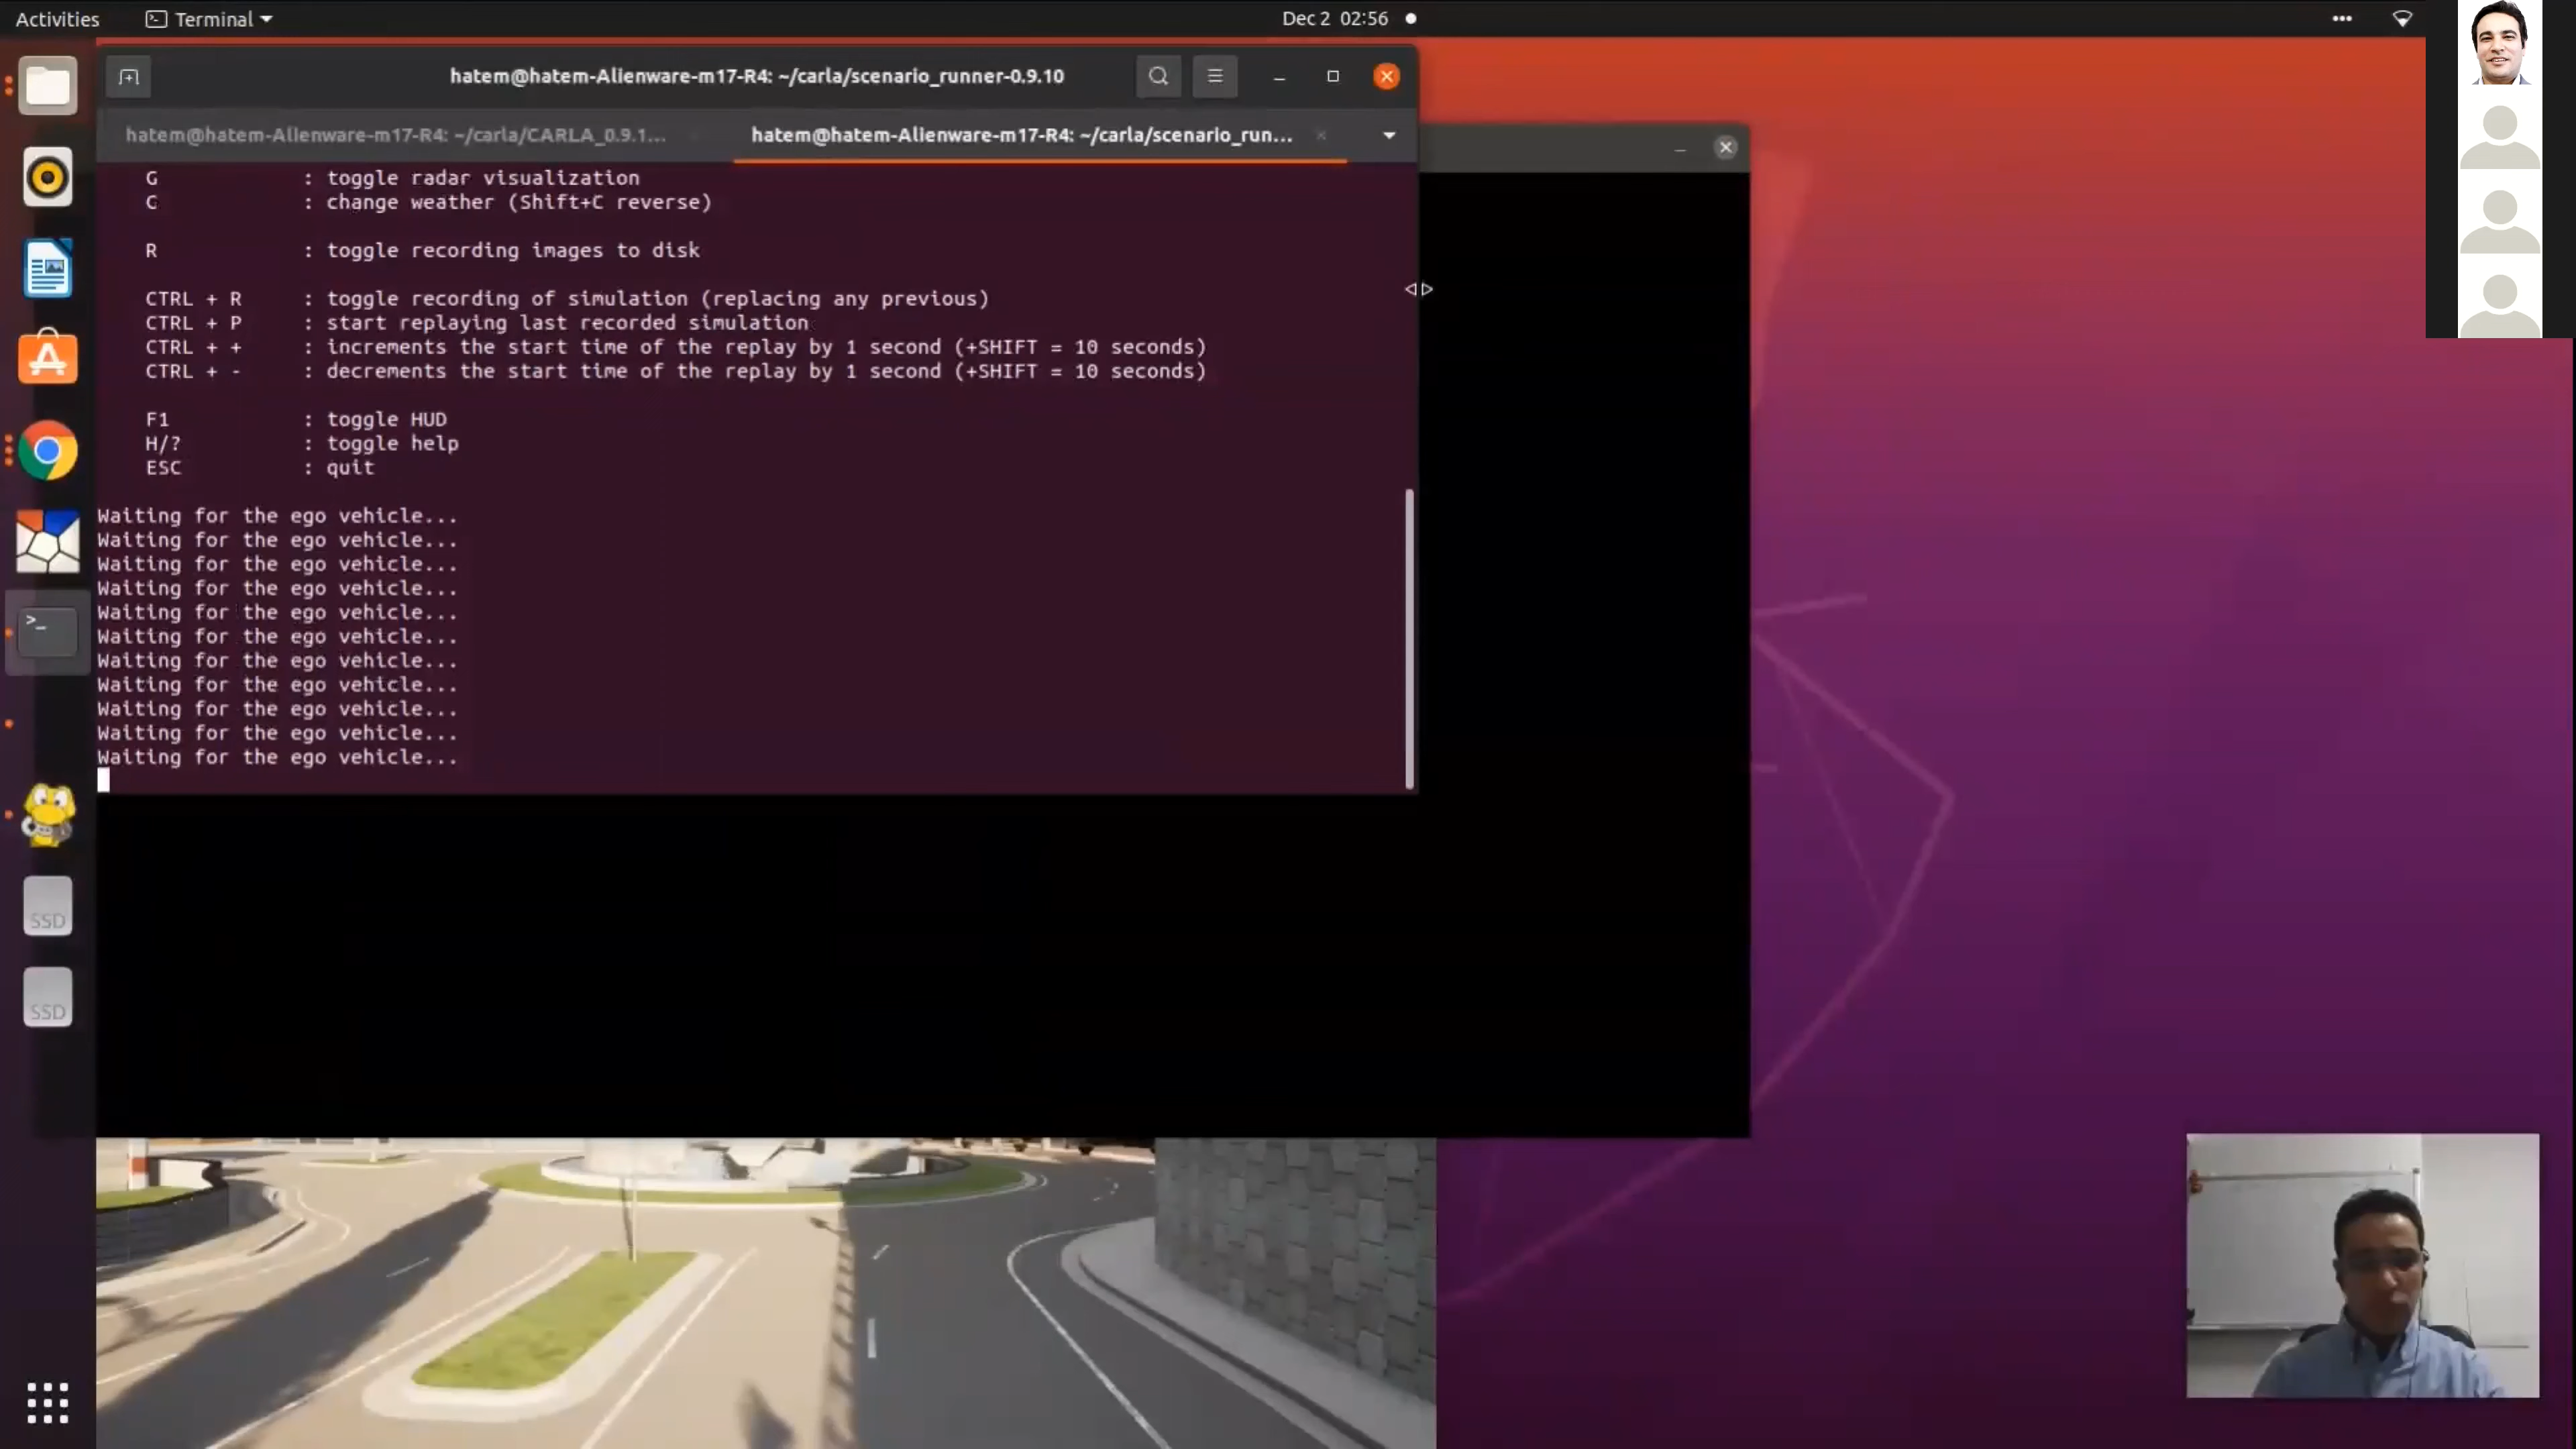 Activities
Terminal
Dec 2 02:56
hatem@hatem-Alienware-m17-R4: ~/carla/scenario_runner-0.9.10
hatem@hatem-Alienware-m17-R4: ~/carla/CARLA_0.9.1...
hatem@hatem-Alienware-m17-R4: ~/carla/scenario_run...
G : toggle radar visualization
C : change weather (Shift+C reverse)
R : toggle recording images to disk
CTRL + R : toggle recording of simulation (replacing any previous)
CTRL + P : start replaying last recorded simulation
CTRL + + : increments the start time of the replay by 1 second (+SHIFT = 10 seconds)
CTRL + - : decrements the start time of the replay by 1 second (+SHIFT = 10 seconds)
F1 : toggle HUD
H/? : toggle help
ESC : quit
Waiting for the ego vehicle...
Waiting for the ego vehicle...
Waiting for the ego vehicle...
Waiting for the ego vehicle...
Waiting for the ego vehicle...
Waiting for the ego vehicle...
Waiting for the ego vehicle...
Waiting for the ego vehicle...
Waiting for the ego vehicle...
Waiting for the ego vehicle...
Waiting for the ego vehicle...
SSD
SSD